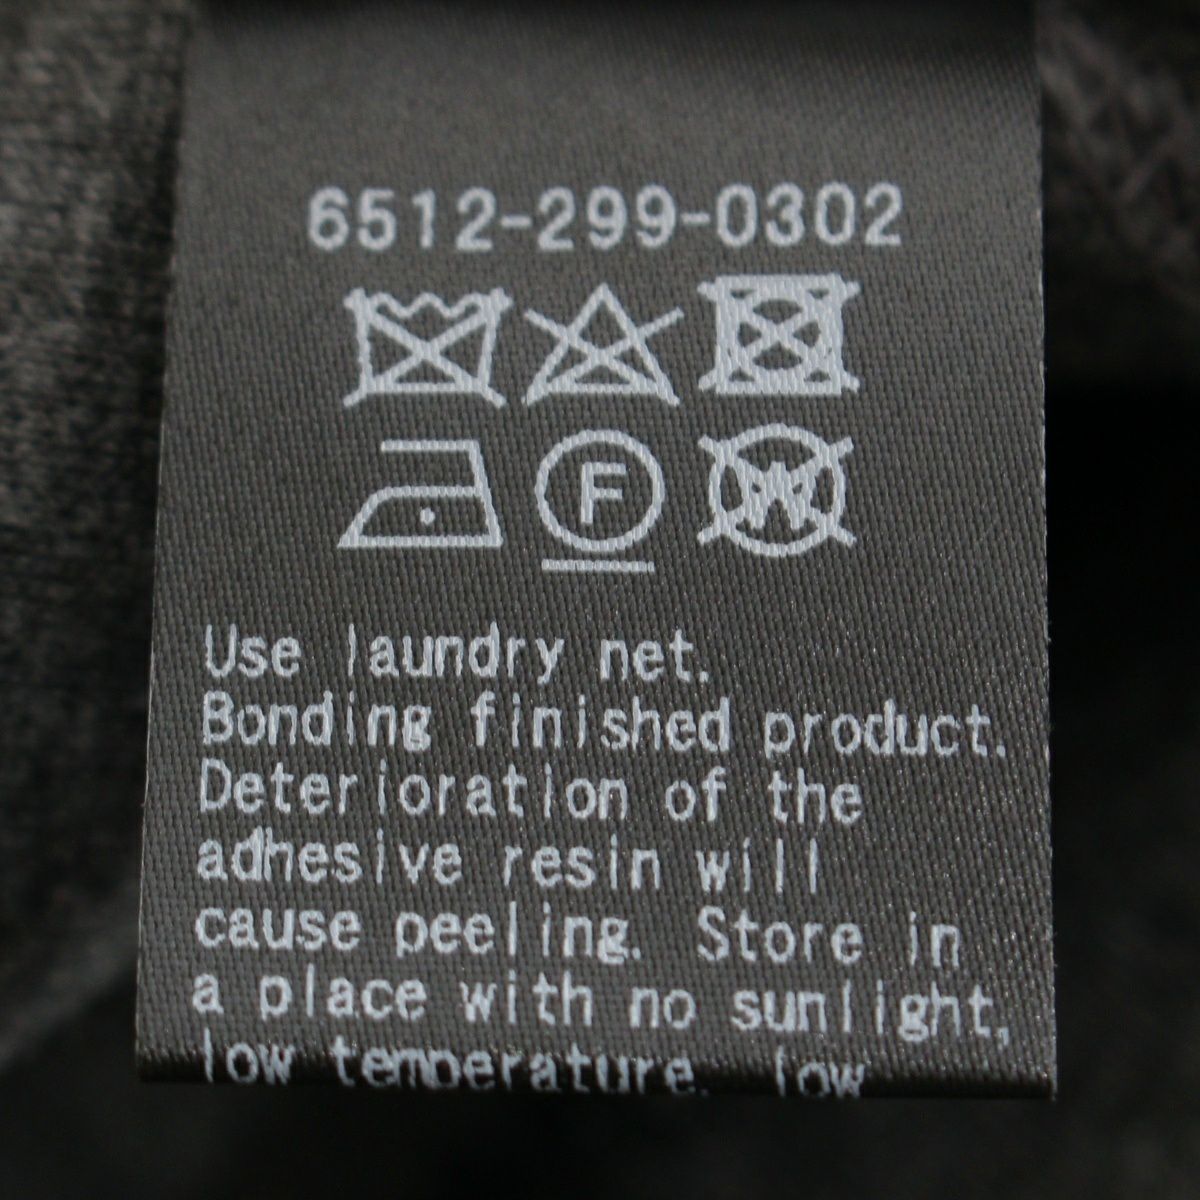 6512-299-0302
F
W
Use laundry net.
Bonding finished product.
Deterioration of the
adhesive resin will
cause peeling. Store in
a place with no sunlight,
low temperature, low